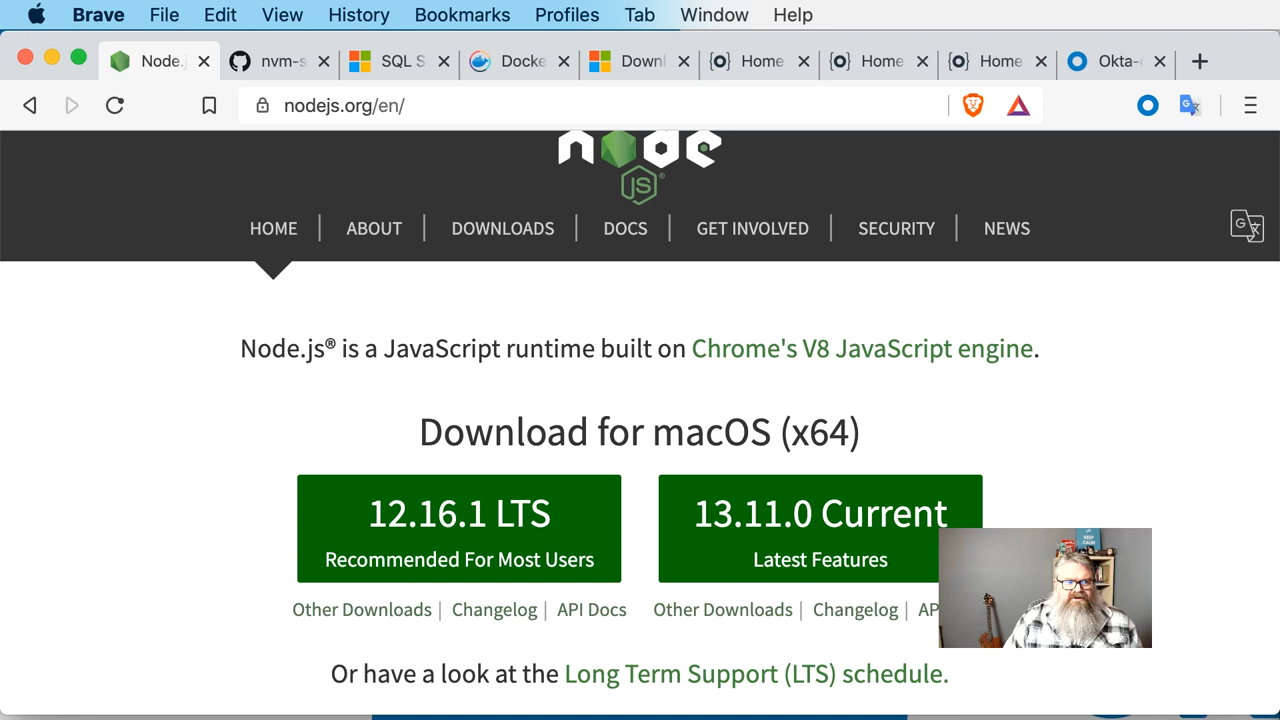 Brave File Edit View History Bookmarks Profiles Tab Window Help
Node.j nvm-s SQL S Docke Downl Home Home Home Okta-
nodejs.org/en/
node
JS®
HOME | ABOUT | DOWNLOADS | DOCS | GET INVOLVED | SECURITY | NEWS
Node.js® is a JavaScript runtime built on Chrome's V8 JavaScript engine.
Download for macOS (x64)
12.16.1 LTS
Recommended For Most Users
13.11.0 Current
Latest Features
Other Downloads | Changelog | API Docs
Other Downloads | Changelog | AP
Or have a look at the Long Term Support (LTS) schedule.
KEEP
CALM